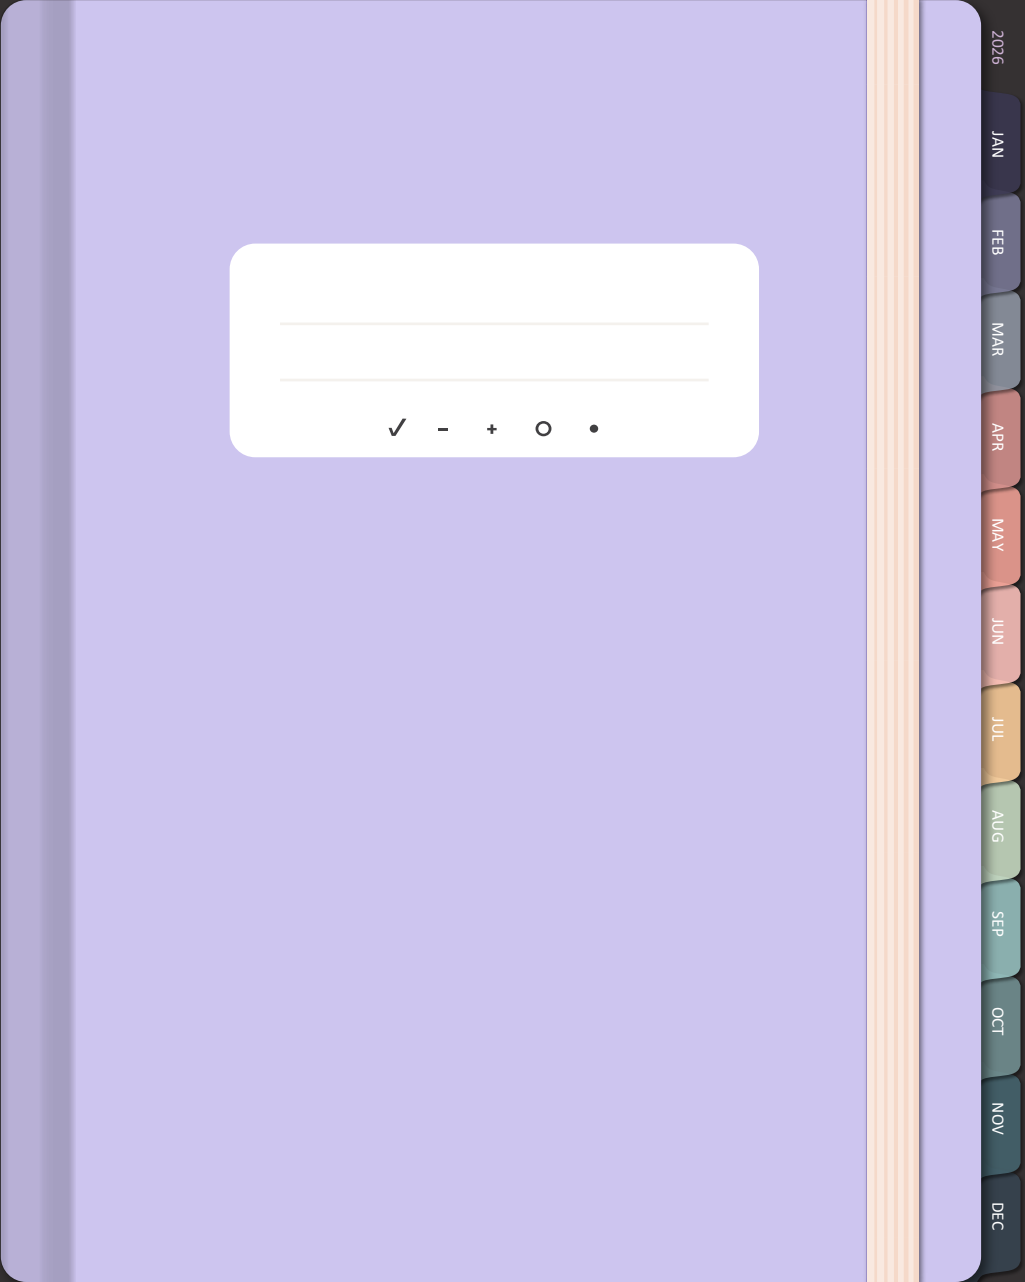 2026
JAN
FEB
MAR
✓ - + ○ •
APR
MAY
JUN
JUL
AUG
SEP
OCT
NOV
DEC